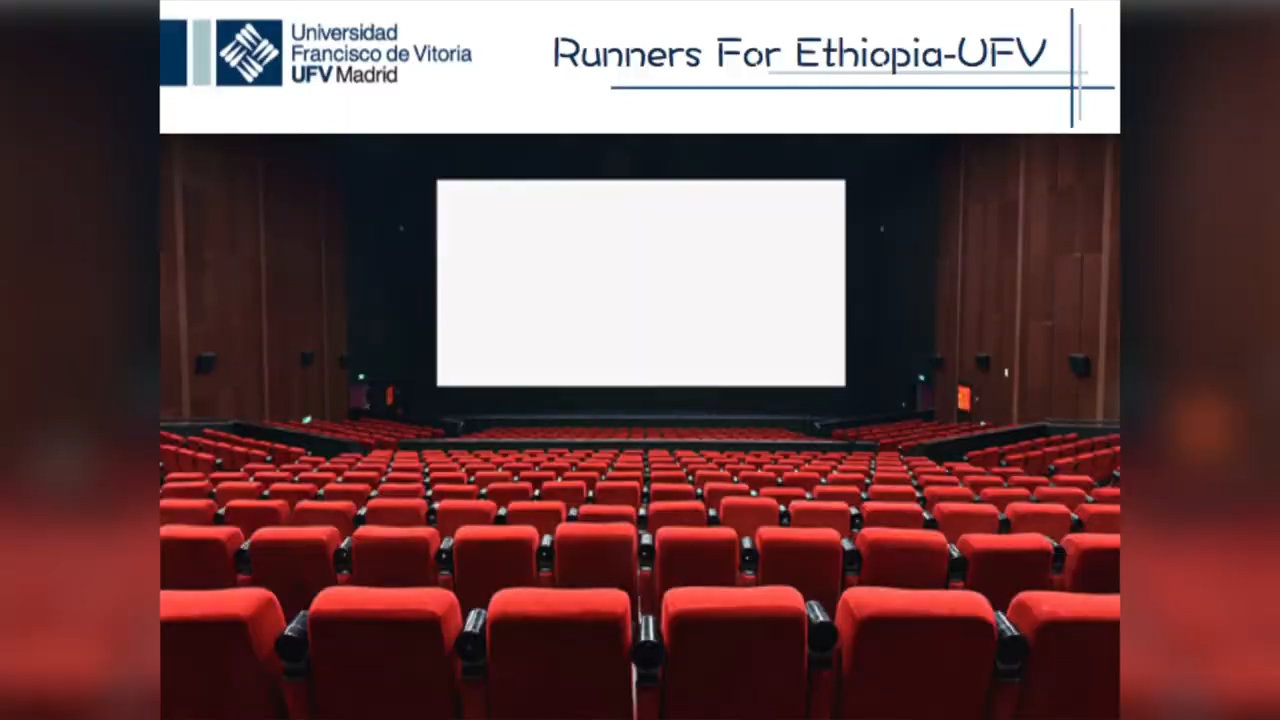 Universidad
Francisco de Vitoria
UFV Madrid
Runners For Ethiopia-UFV